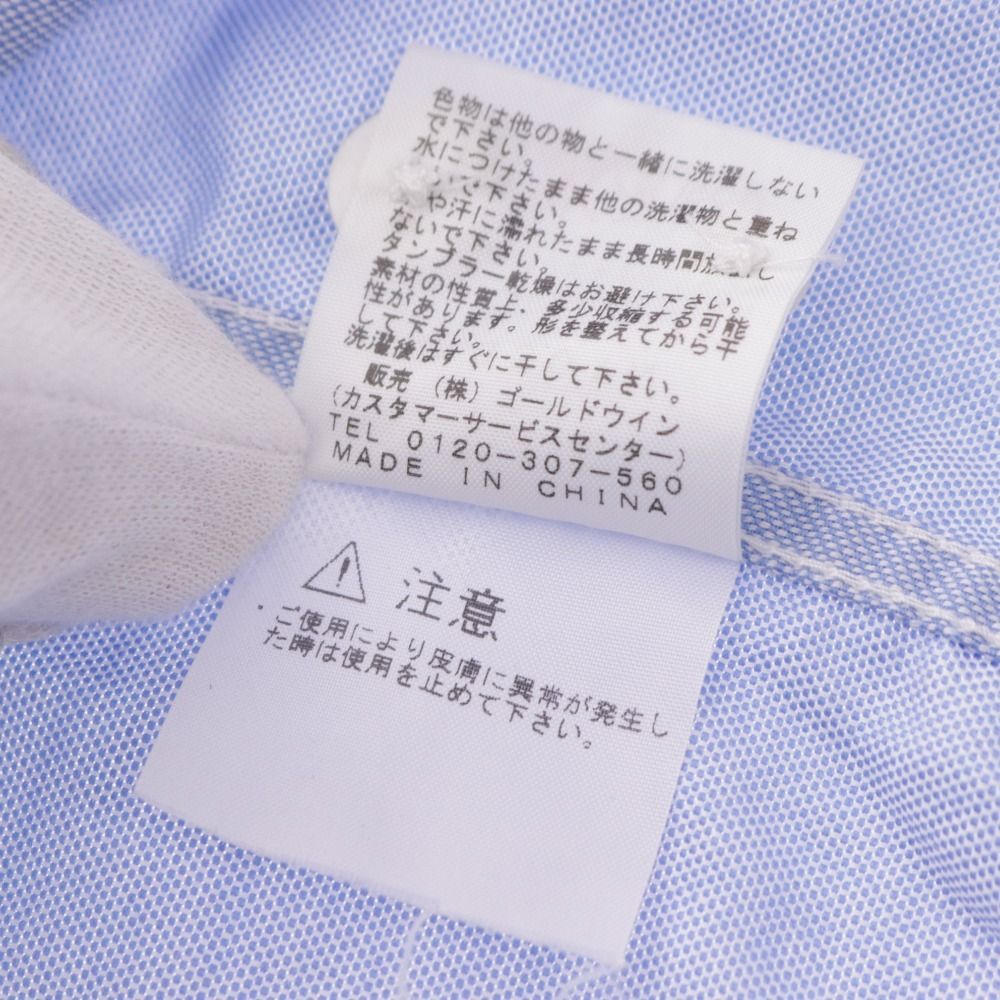 色物は他の物と一緒に洗濯しない
で下さい。
水につけたまま他の洗濯物と重ね
いで下さい。
や汗に濡れたまま長時間放 し
ないで下さい。
タンブラー乾燥はお避け下さい。
素材の性質上、多少収縮する可能
性があります。形を整えてから干
して下さい。
洗濯後はすぐに干して下さい。
販売 (株) ゴールドウイン
(カスタマーサービスセンター)
TEL 0120-307-560
MADE IN CHINA
注意
・ご使用により皮膚に異常が発生し
た時は使用を止めて下さい。